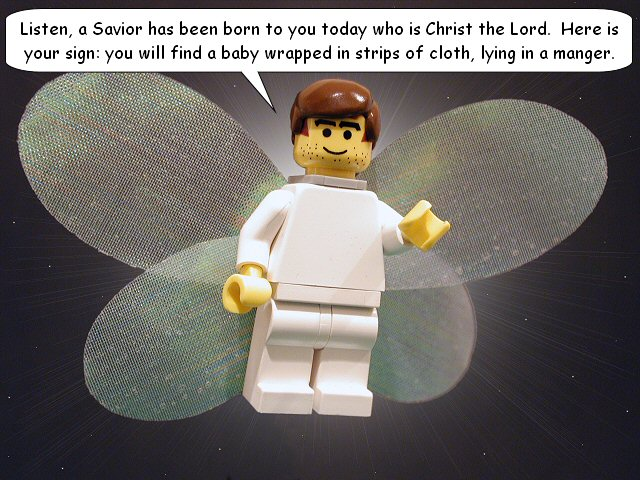 Listen, a Savior has been born to you today who is Christ the Lord.  Here is
your sign: you will find a baby wrapped in strips of cloth, lying in a manger.